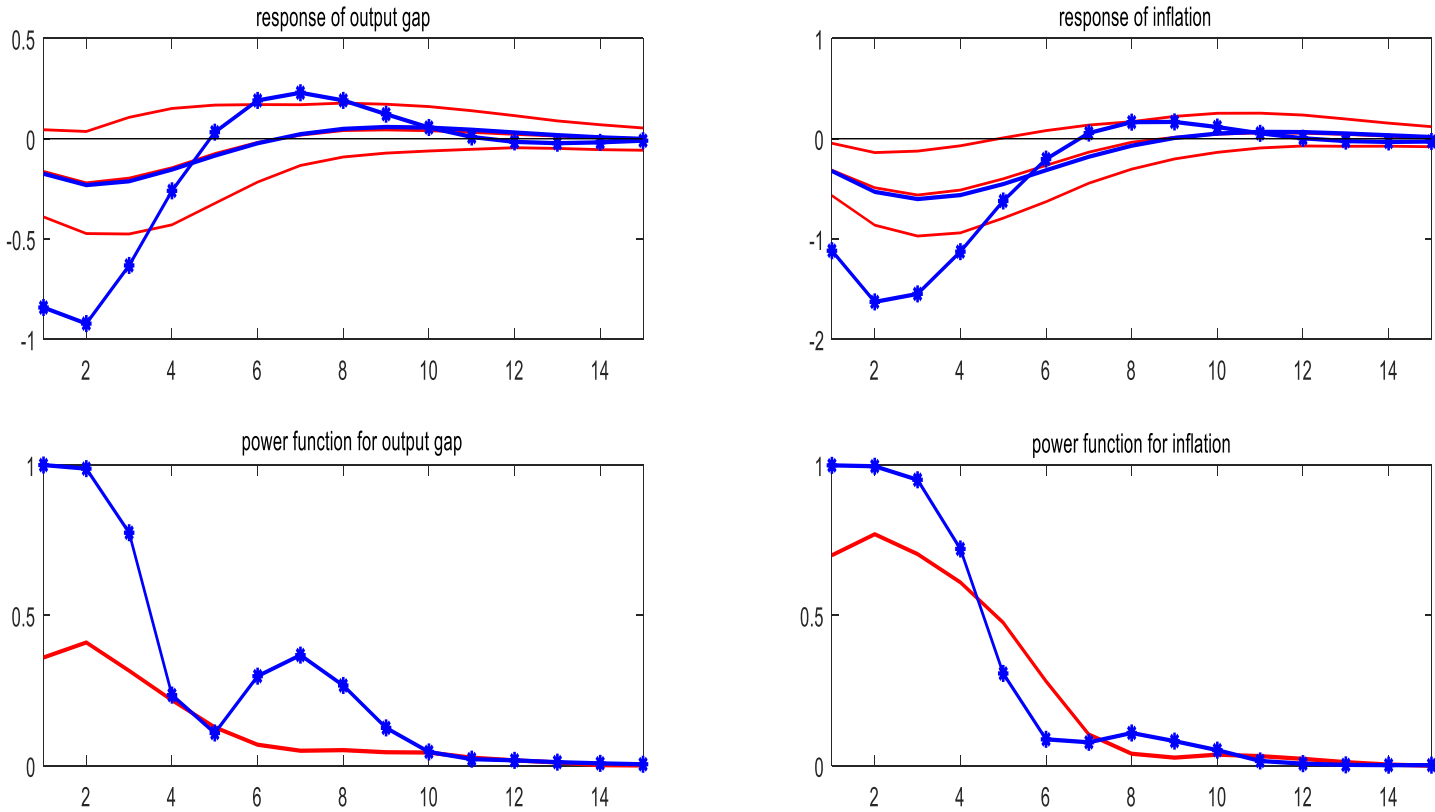 response of output gap
0.5
0
-0.5
-1
2 4 6 8 10 12 14
response of inflation
1
0
-1
-2
2 4 6 8 10 12 14
power function for output gap
1
0.5
0
2 4 6 8 10 12 14
power function for inflation
1
0.5
0
2 4 6 8 10 12 14